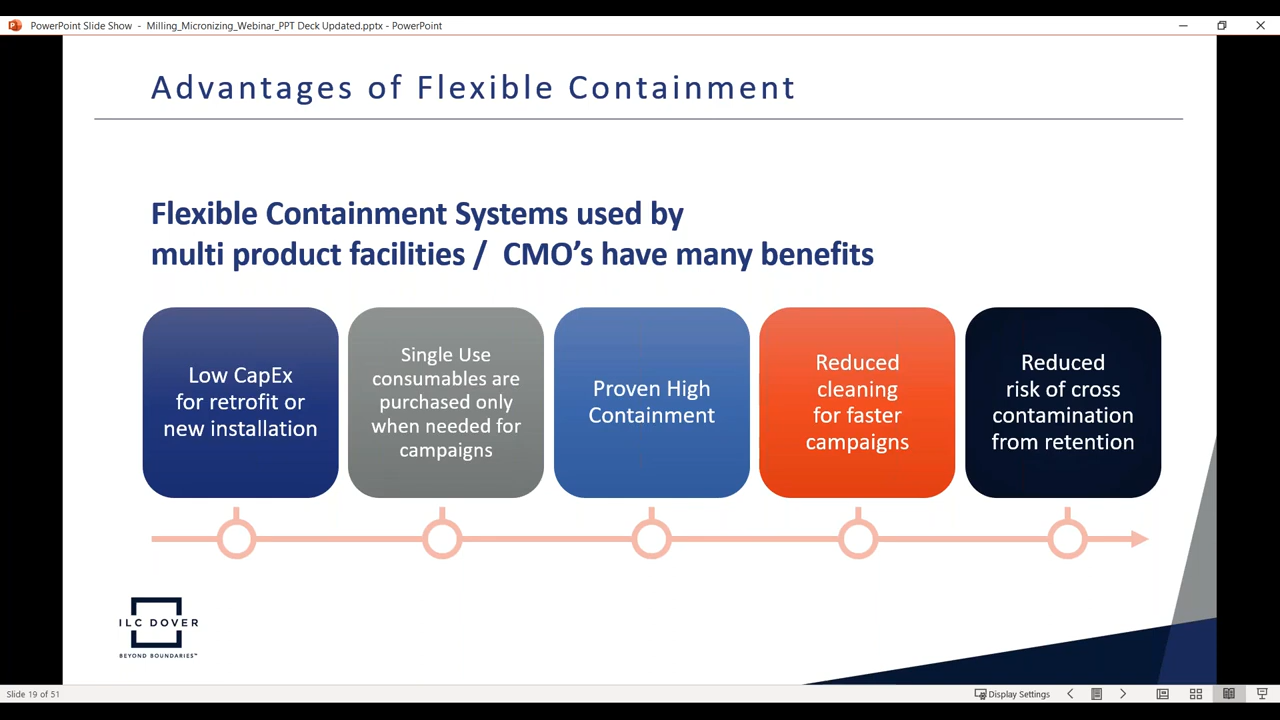 PowerPoint Slide Show - Milling_Micronizing_Webinar_PPT Deck Updated.pptx - PowerPoint
Advantages of Flexible Containment
Flexible Containment Systems used by
multi product facilities / CMO's have many benefits
Low CapEx
for retrofit or
new installation
Single Use
consumables are
purchased only
when needed for
campaigns
Proven High
Containment
Reduced
cleaning
for faster
campaigns
Reduced
risk of cross
contamination
from retention
ILC DOVER
BEYOND BOUNDARIES™
Slide 19 of 51
Display Settings